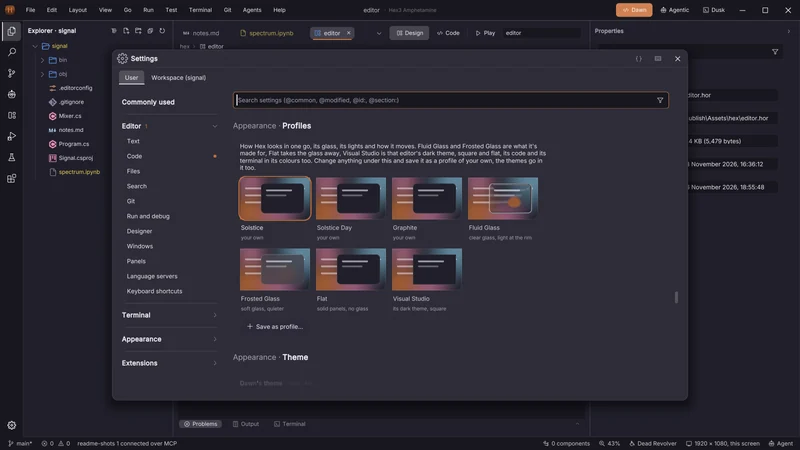 File Edit Layout View Go Run Test Terminal Git Agents Help
editor Hex3 Amphetamine
Dawn Agentic Dusk
Explorer · signal
notes.md spectrum.ipynb editor
Design Code Play editor
Properties
hex editor
signal
bin
obj
.editorconfig
.gitignore
Mixer.cs
notes.md
Program.cs
Signal.csproj
spectrum.ipynb
Settings
User Workspace (signal)
Commonly used
Search settings (@common, @modified, @id:, @section:)
Editor 1
Text
Code
Files
Search
Git
Run and debug
Designer
Windows
Panels
Language servers
Keyboard shortcuts
Terminal
Appearance
Extensions
Appearance · Profiles
How Hex looks in one go, its glass, its lights and how it moves. Fluid Glass and Frosted Glass are what it's
made for, Flat takes the glass away, Visual Studio is that editor's dark theme, square and flat, its code and its
terminal in its colours too. Change anything under this and save it as a profile of your own, the themes go in
it too.
Solstice Solstice Day Graphite Fluid Glass
your own your own your own clear glass, light at the rim
Frosted Glass Flat Visual Studio
soft glass, quieter solid panels, no glass its dark theme, square
Save as profile...
Appearance · Theme
Dawn's theme
editor.hor
publish\Assets\hex\editor.hor
4 KB (5,479 bytes)
November 2026, 16:36:12
November 2026, 18:55:48
Problems Output Terminal
main* 0 0 readme-shots 1 connected over MCP
0 components 43% Dead Revolver 1920 × 1080, this screen Agent